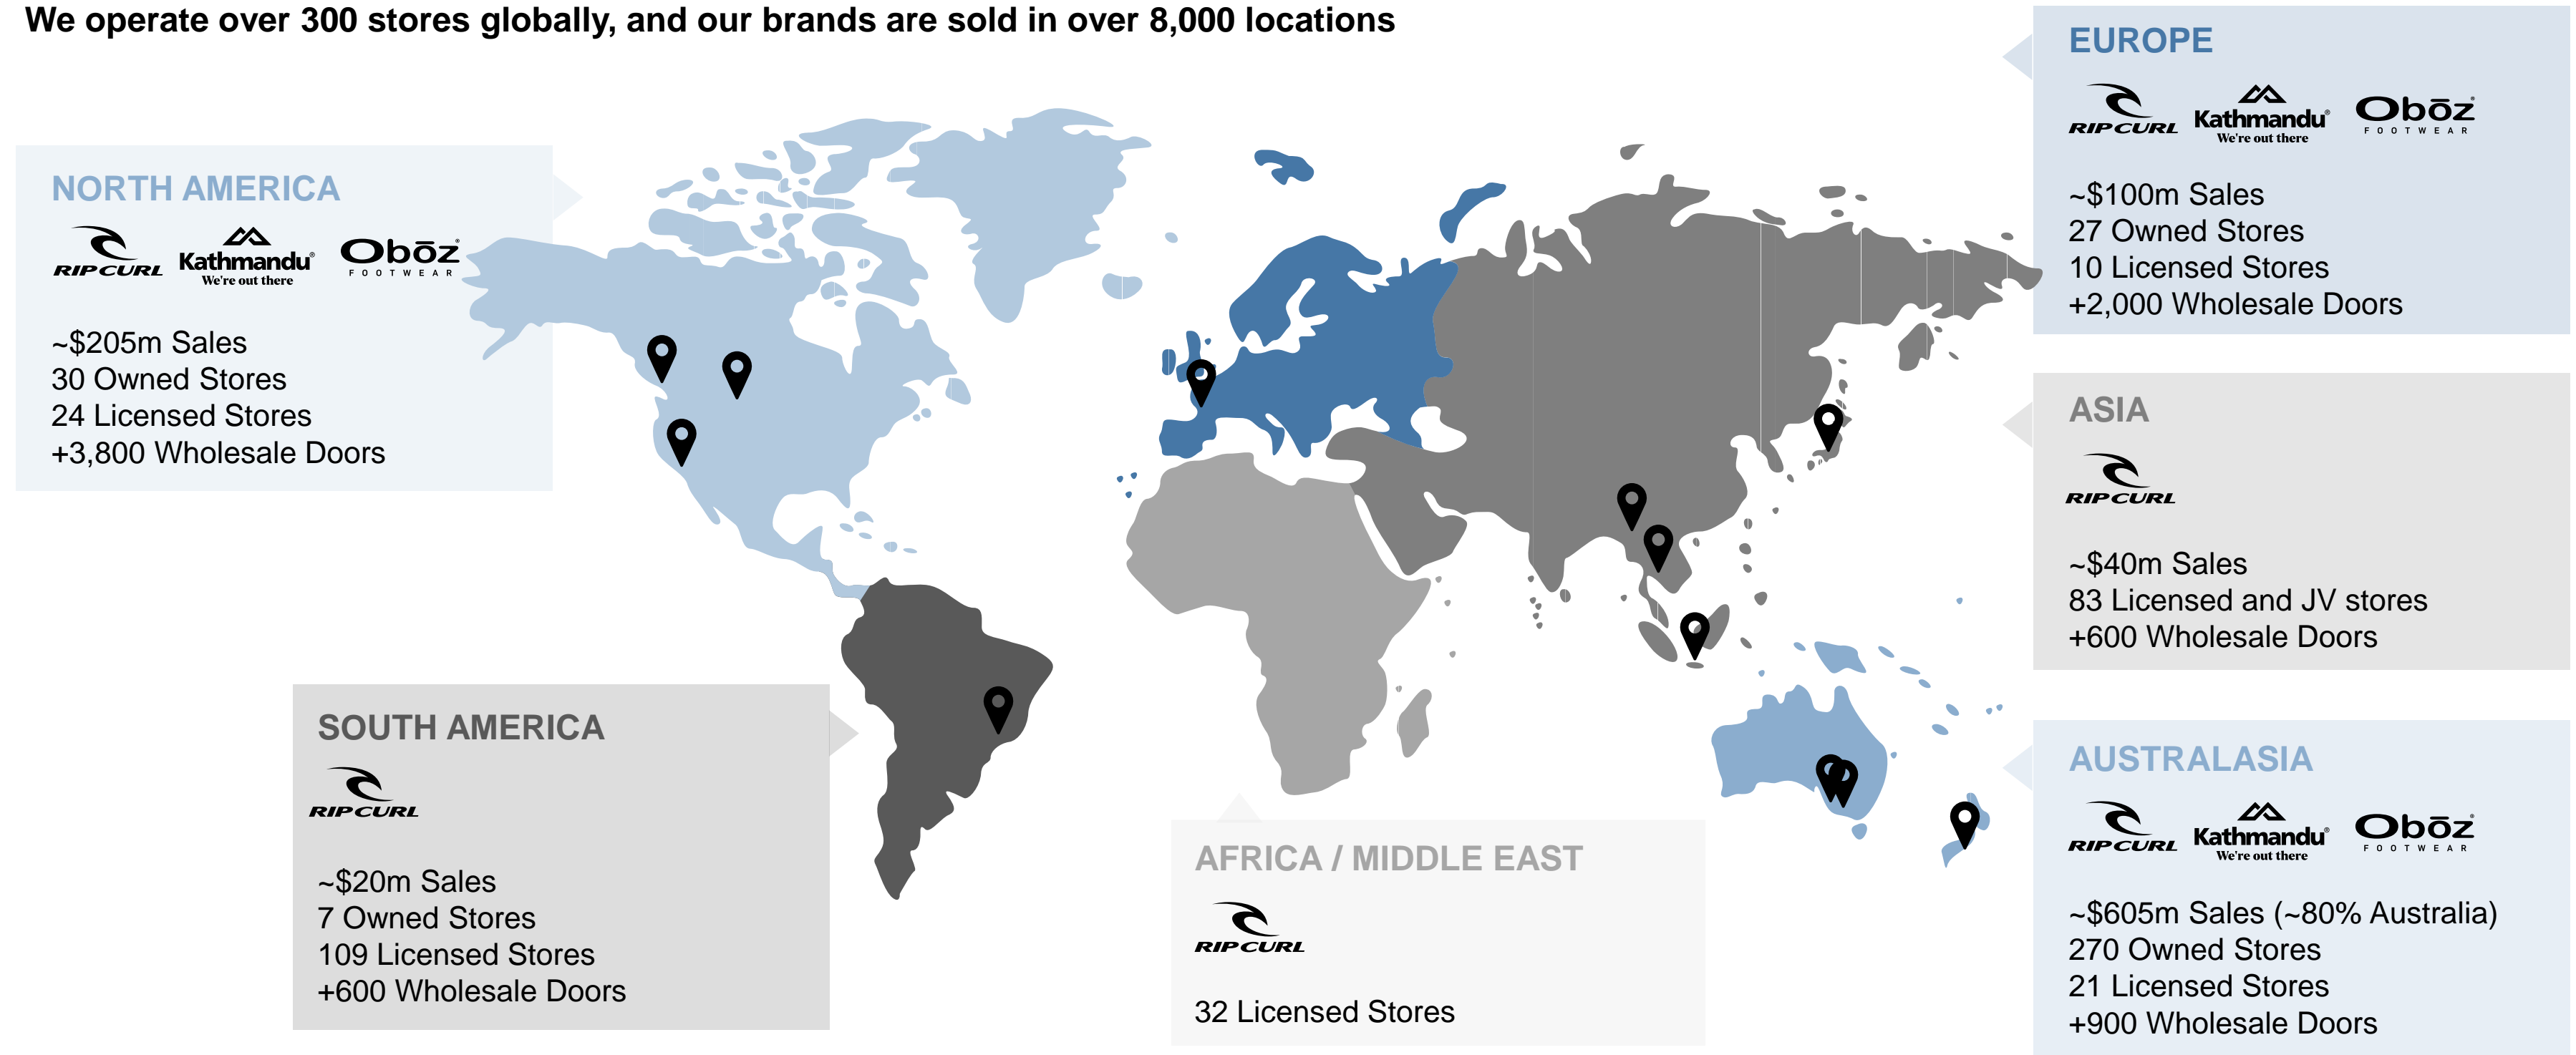 We operate over 300 stores globally, and our brands are sold in over 8,000 locations
NORTH AMERICA
RIP CURL
Kathmandu®
We're out there
Obōz®
FOOTWEAR
~$205m Sales
30 Owned Stores
24 Licensed Stores
+3,800 Wholesale Doors
SOUTH AMERICA
RIP CURL
~$20m Sales
7 Owned Stores
109 Licensed Stores
+600 Wholesale Doors
AFRICA / MIDDLE EAST
RIP CURL
32 Licensed Stores
EUROPE
RIP CURL
Kathmandu®
We're out there
Obōz®
FOOTWEAR
~$100m Sales
27 Owned Stores
10 Licensed Stores
+2,000 Wholesale Doors
ASIA
RIP CURL
~$40m Sales
83 Licensed and JV stores
+600 Wholesale Doors
AUSTRALASIA
RIP CURL
Kathmandu®
We're out there
Obōz®
FOOTWEAR
~$605m Sales (~80% Australia)
270 Owned Stores
21 Licensed Stores
+900 Wholesale Doors